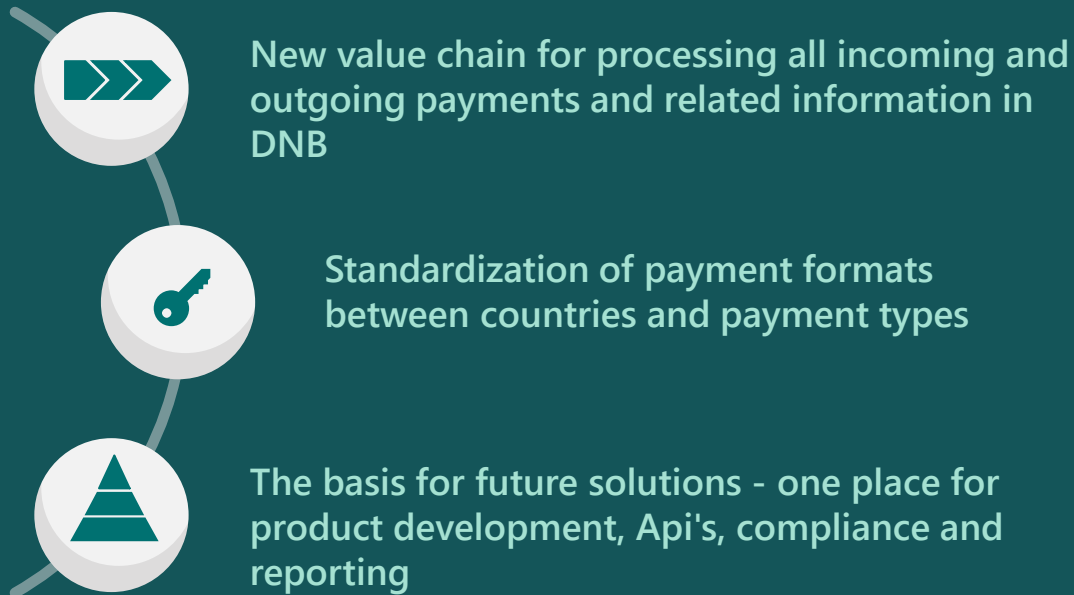 New value chain for processing all incoming and
outgoing payments and related information in
DNB
Standardization of payment formats
between countries and payment types
The basis for future solutions - one place for
product development, Api's, compliance and
reporting